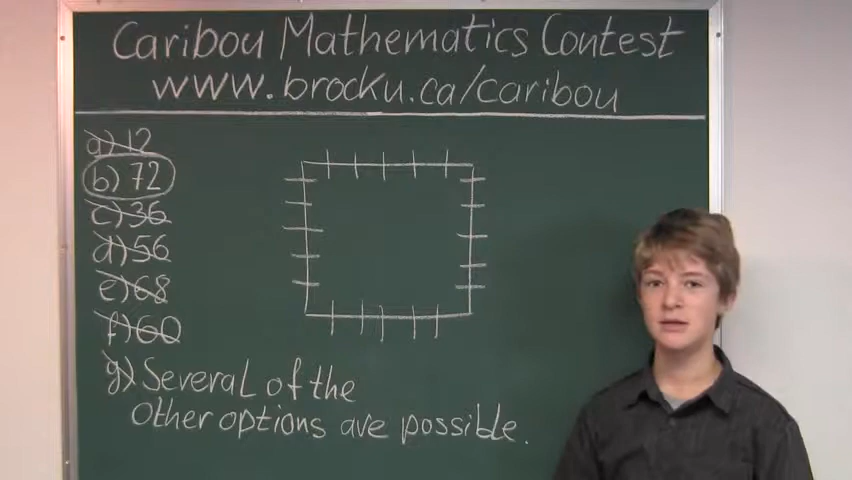 Caribou Mathematics Contest
www.brocku.ca/caribou
a) 12
b) 72
c) 36
d) 56
e) 68
f) 60
g) Several of the
other options are possible.